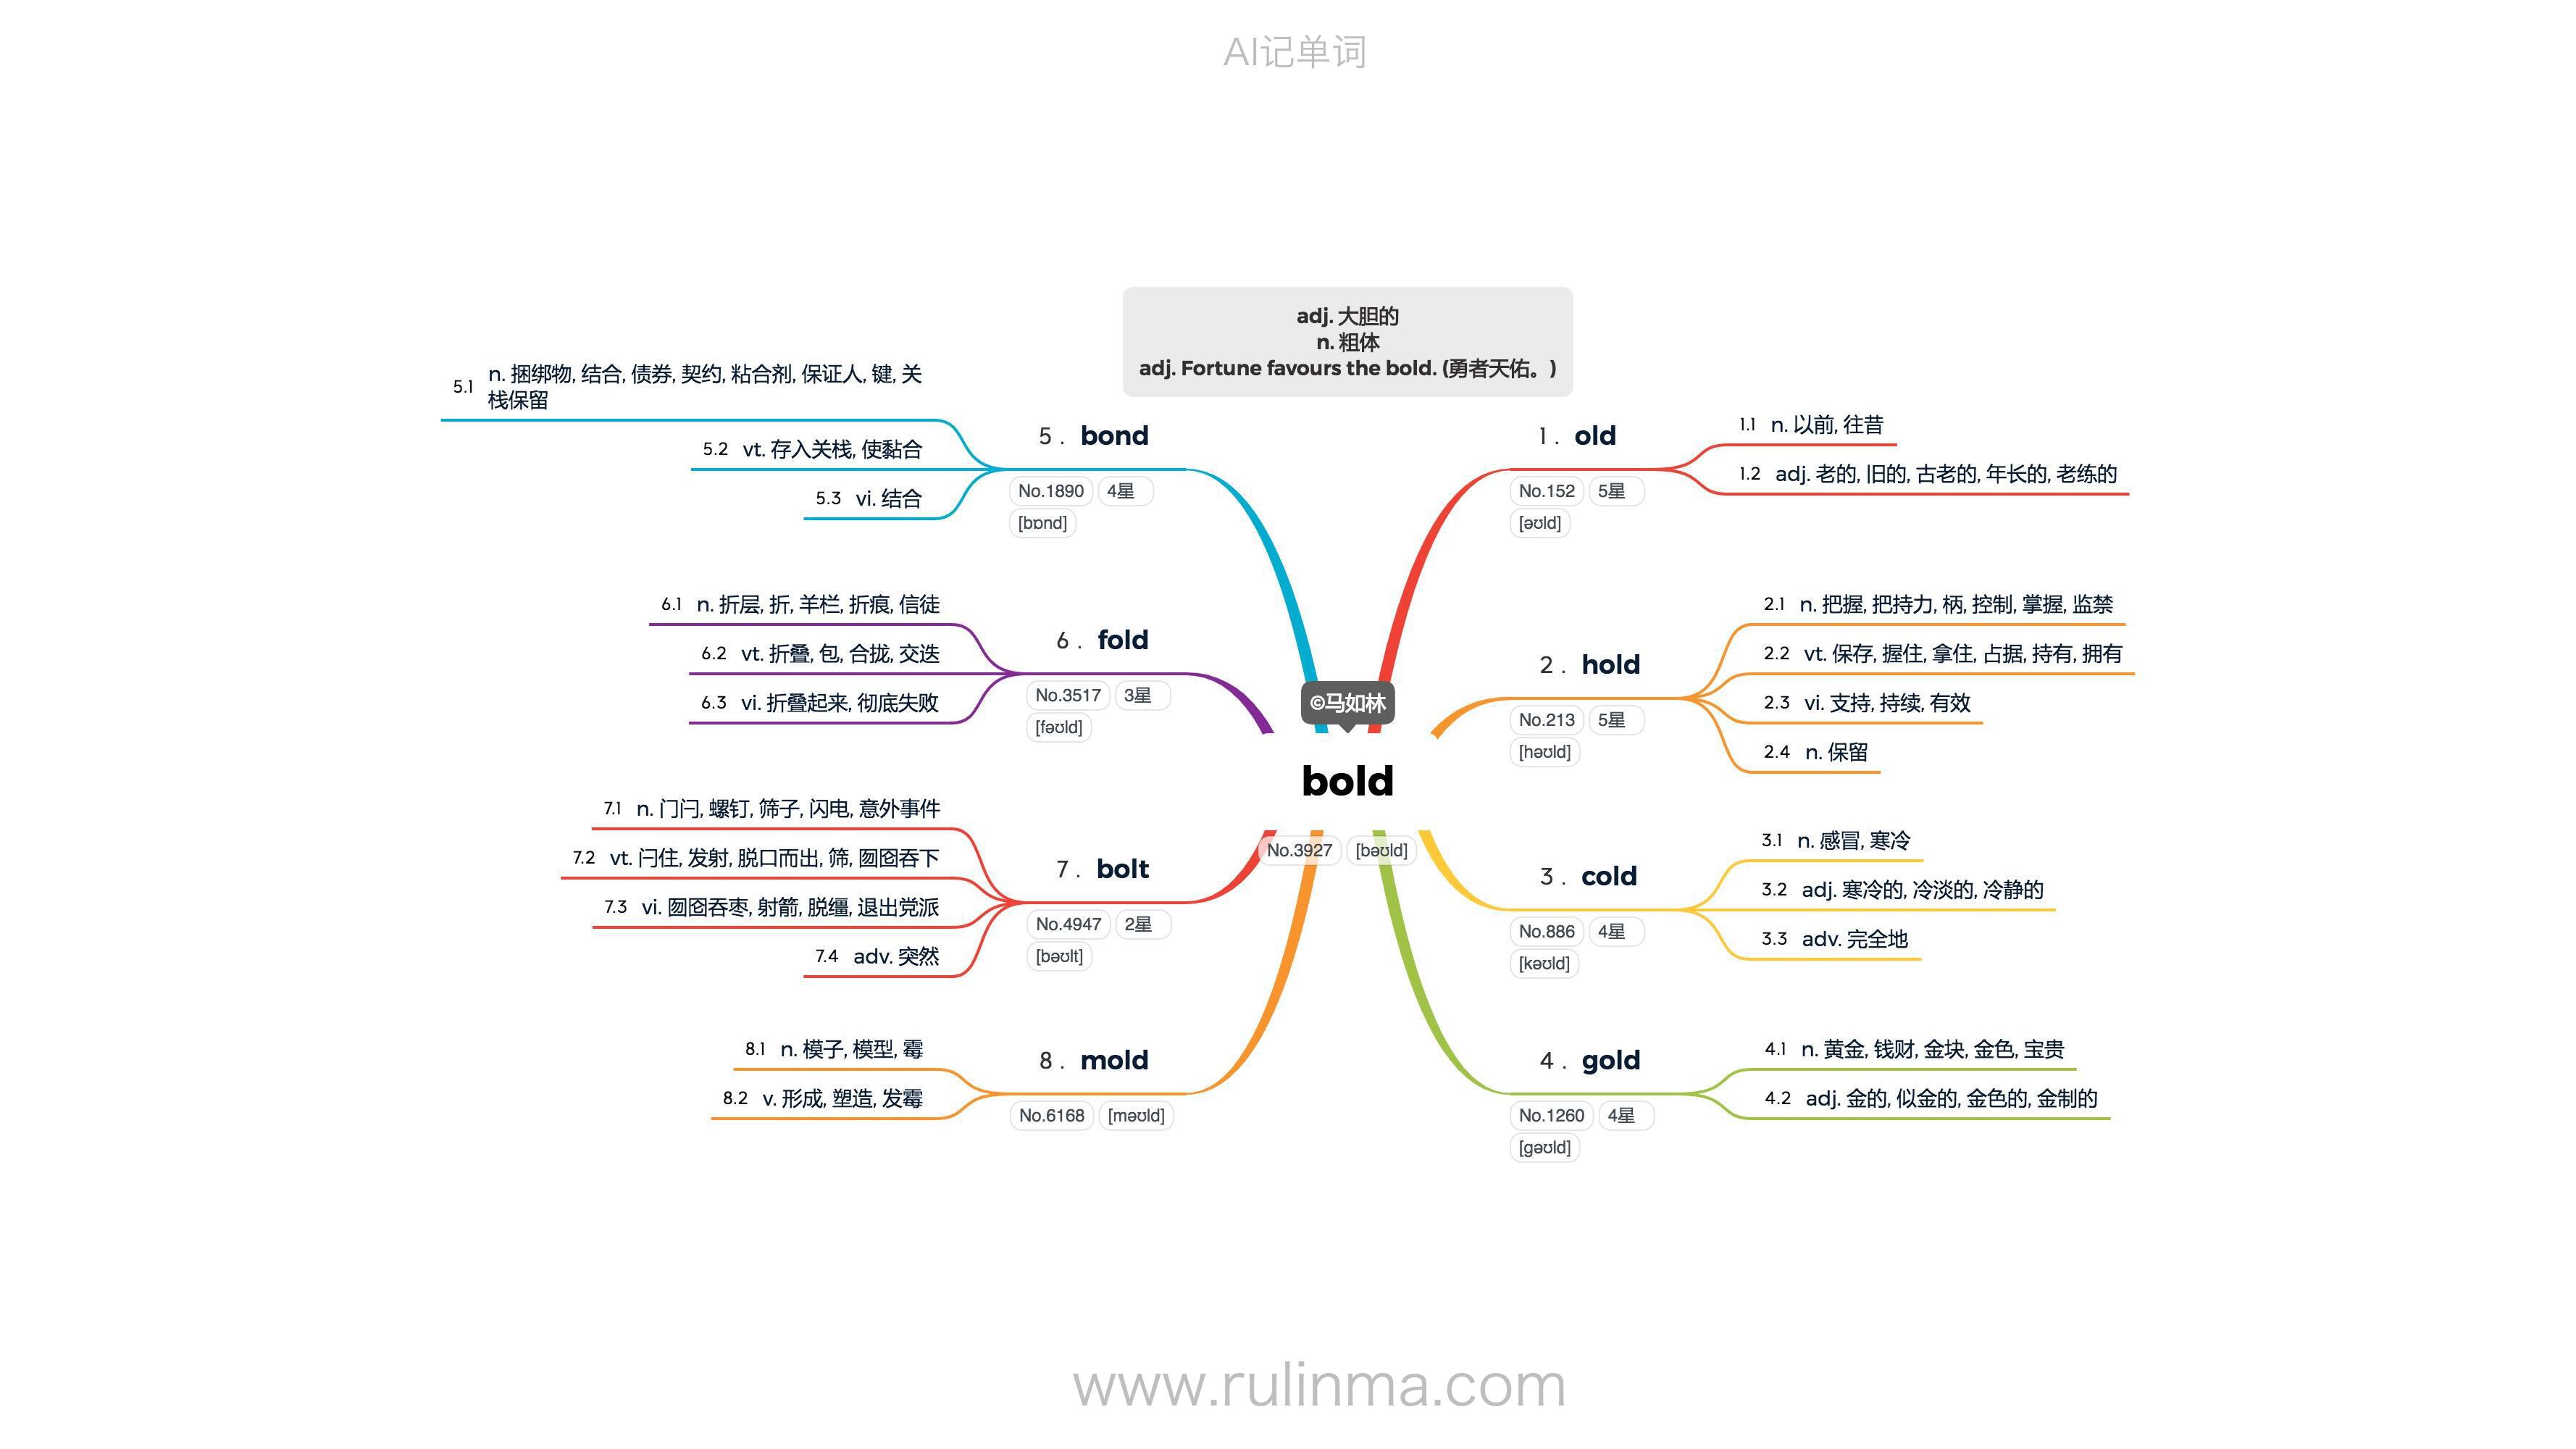 AI记单词
adj. 大胆的
n. 粗体
adj. Fortune favours the bold. (勇者天佑。)
©马如林
bold
No.3927 [bəʊld]
1. old
No.152 5星
[əʊld]
1.1 n. 以前, 往昔
1.2 adj. 老的, 旧的, 古老的, 年长的, 老练的
2. hold
No.213 5星
[həʊld]
2.1 n. 把握, 把持力, 柄, 控制, 掌握, 监禁
2.2 vt. 保存, 握住, 拿住, 占据, 持有, 拥有
2.3 vi. 支持, 持续, 有效
2.4 n. 保留
3. cold
No.886 4星
[kəʊld]
3.1 n. 感冒, 寒冷
3.2 adj. 寒冷的, 冷淡的, 冷静的
3.3 adv. 完全地
4. gold
No.1260 4星
[gəʊld]
4.1 n. 黄金, 钱财, 金块, 金色, 宝贵
4.2 adj. 金的, 似金的, 金色的, 金制的
5. bond
No.1890 4星
[bɒnd]
5.1 n. 捆绑物, 结合, 债券, 契约, 粘合剂, 保证人, 键, 关
栈保留
5.2 vt. 存入关栈, 使黏合
5.3 vi. 结合
6. fold
No.3517 3星
[fəʊld]
6.1 n. 折层, 折, 羊栏, 折痕, 信徒
6.2 vt. 折叠, 包, 合拢, 交迭
6.3 vi. 折叠起来, 彻底失败
7. bolt
No.4947 2星
[bəʊlt]
7.1 n. 门闩, 螺钉, 筛子, 闪电, 意外事件
7.2 vt. 闩住, 发射, 脱口而出, 筛, 囫囵吞下
7.3 vi. 囫囵吞枣, 射箭, 脱缰, 退出党派
7.4 adv. 突然
8. mold
No.6168 [məʊld]
8.1 n. 模子, 模型, 霉
8.2 v. 形成, 塑造, 发霉
www.rulinma.com